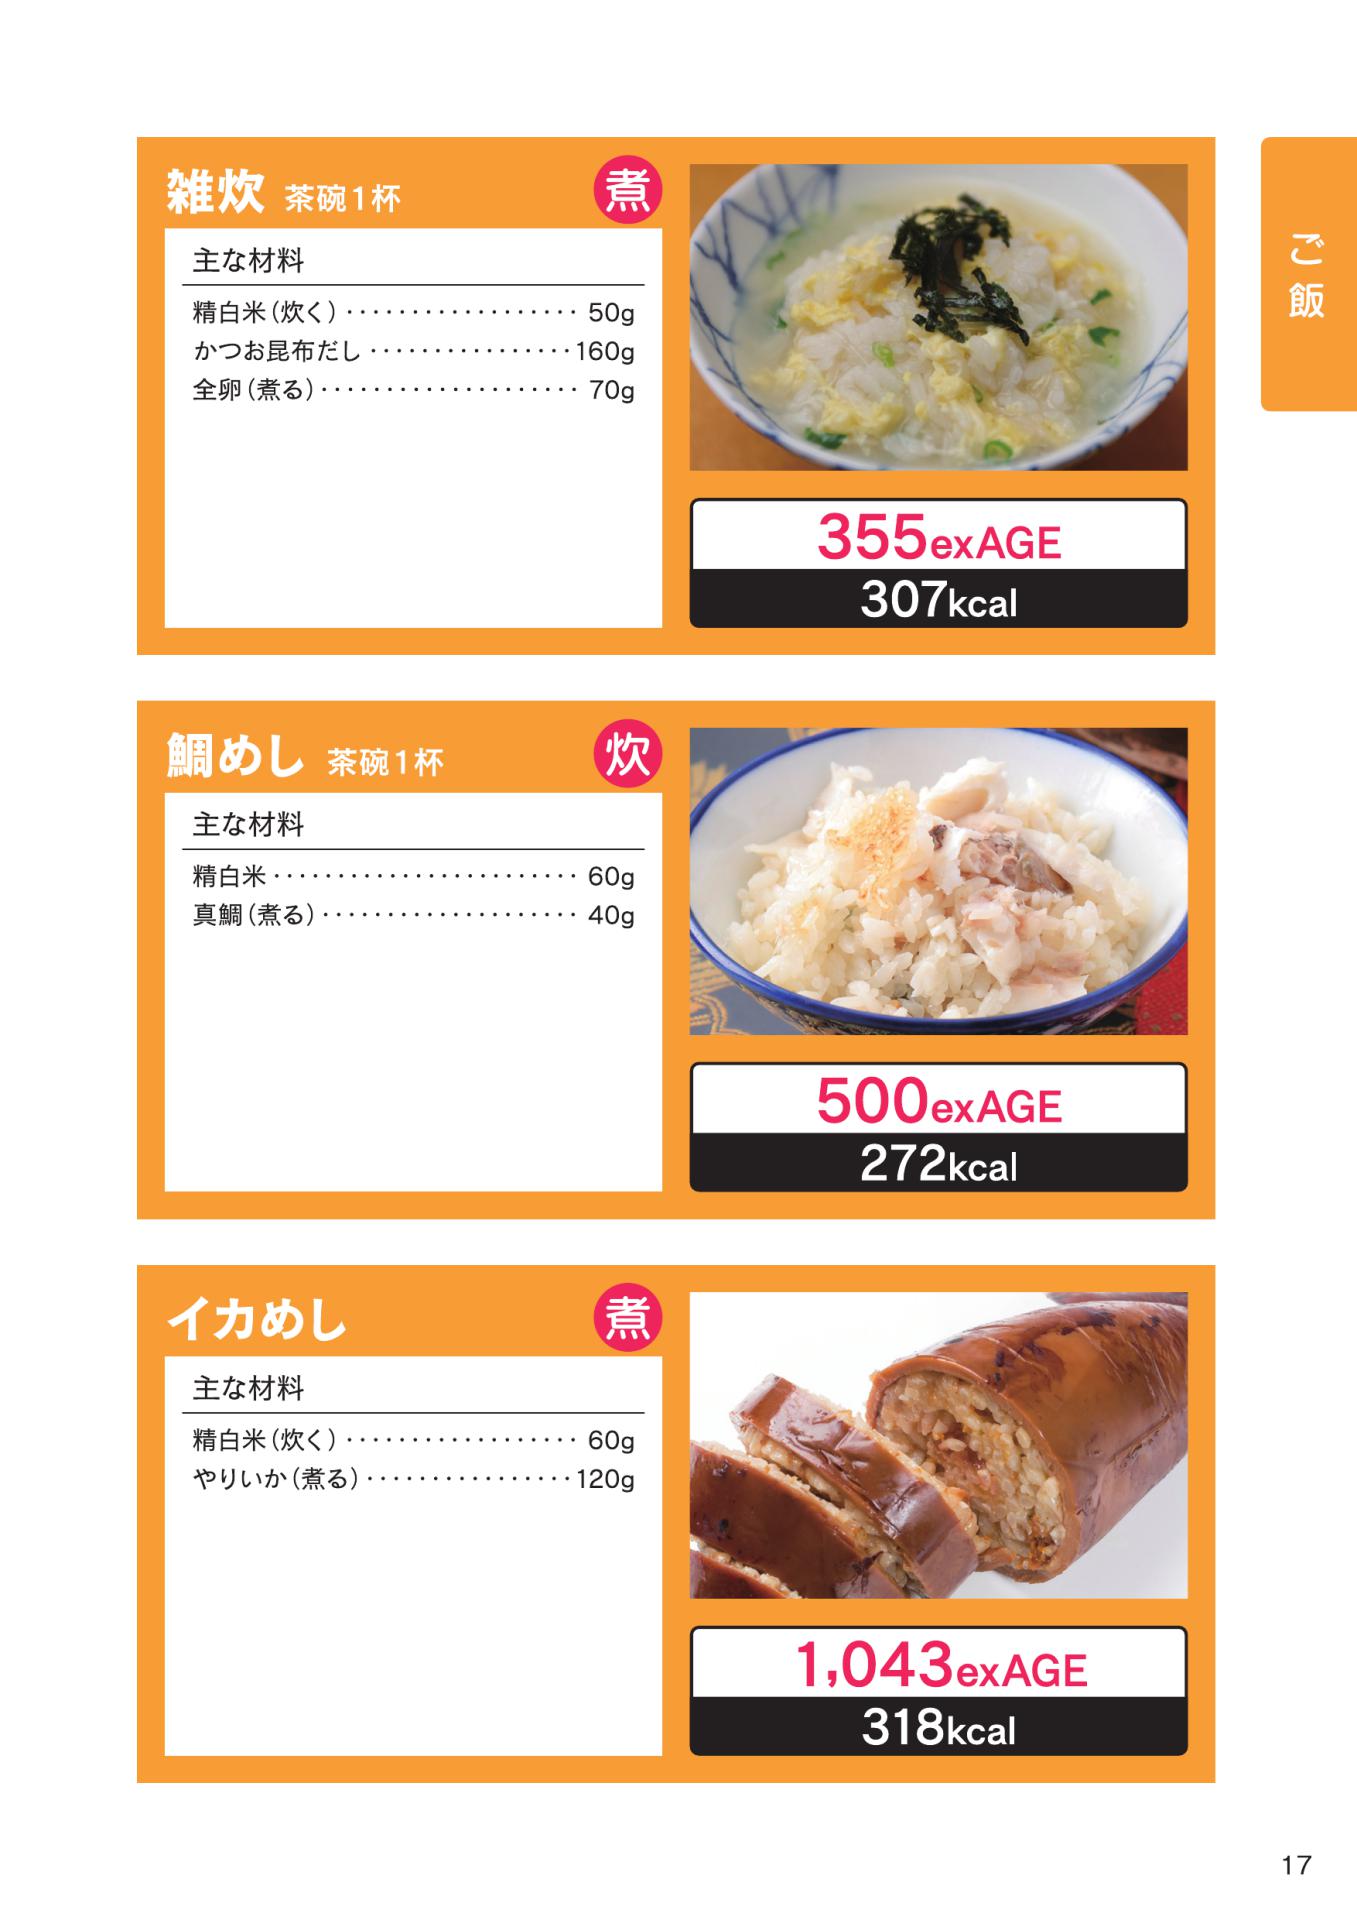 ご飯
雑炊 茶碗1杯
煮
主な材料
精白米（炊く）・・・・・・・・・・・・・・・・・・ 50g
かつお昆布だし・・・・・・・・・・・・・・・・160g
全卵（煮る）・・・・・・・・・・・・・・・・・・・・ 70g
355exAGE
307kcal
鯛めし 茶碗1杯
炊
主な材料
精白米・・・・・・・・・・・・・・・・・・・・・・・・ 60g
真鯛（煮る）・・・・・・・・・・・・・・・・・・・・ 40g
500exAGE
272kcal
イカめし
煮
主な材料
精白米（炊く）・・・・・・・・・・・・・・・・・・ 60g
やりいか（煮る）・・・・・・・・・・・・・・・・120g
1,043exAGE
318kcal
17